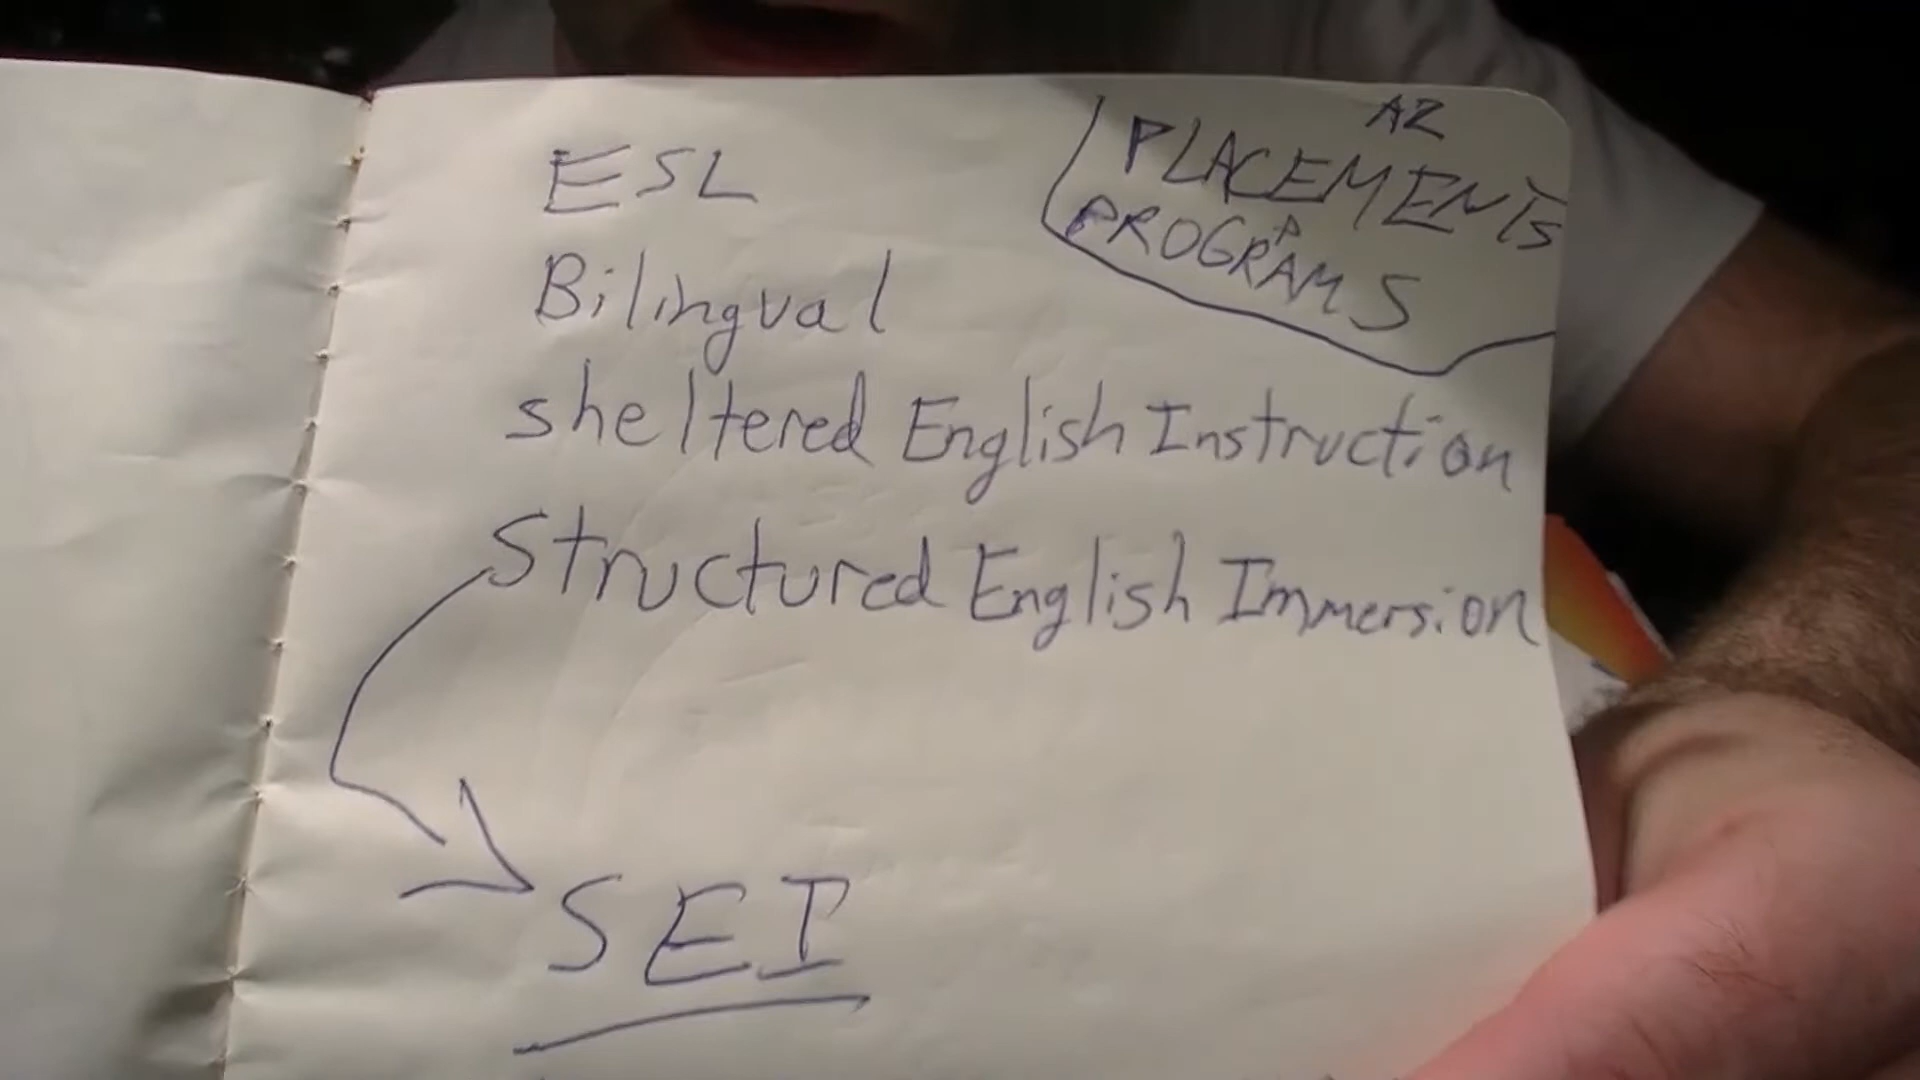 AZ
PLACEMENTS
PROGRAMS
ESL
Bilingual
sheltered English Instruction
Structured English Immersion
SEI